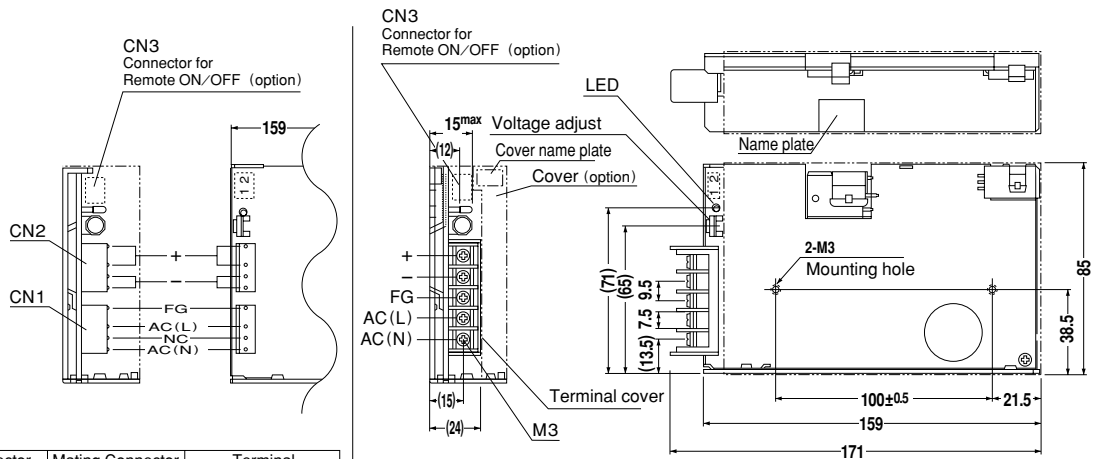 CN3
Connector for
Remote ON/OFF (option)
159
1 2
CN2
CN1
+
−
FG
AC(L)
NC
AC(N)
Mating Connector
Terminal
CN3
Connector for
Remote ON/OFF (option)
15max
(12)
Voltage adjust
Cover name plate
Cover (option)
LED
+
−
FG
AC(L)
AC(N)
(15)
(24)
Terminal cover
M3
Name plate
1 2
2-M3
Mounting hole
(71)
(65)
9.5
7.5
(13.5)
85
38.5
100±0.5
21.5
159
171